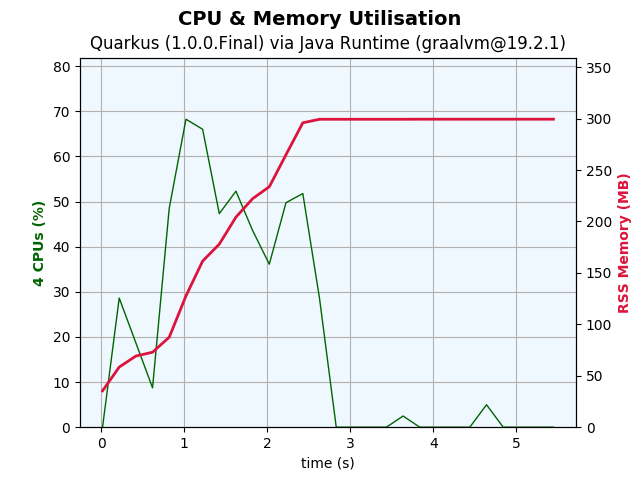 CPU & Memory Utilisation
Quarkus (1.0.0.Final) via Java Runtime (graalvm@19.2.1)
80
70
60
50
40
30
20
10
0
4 CPUs (%)
350
300
250
200
150
100
50
0
RSS Memory (MB)
0 1 2 3 4 5
time (s)